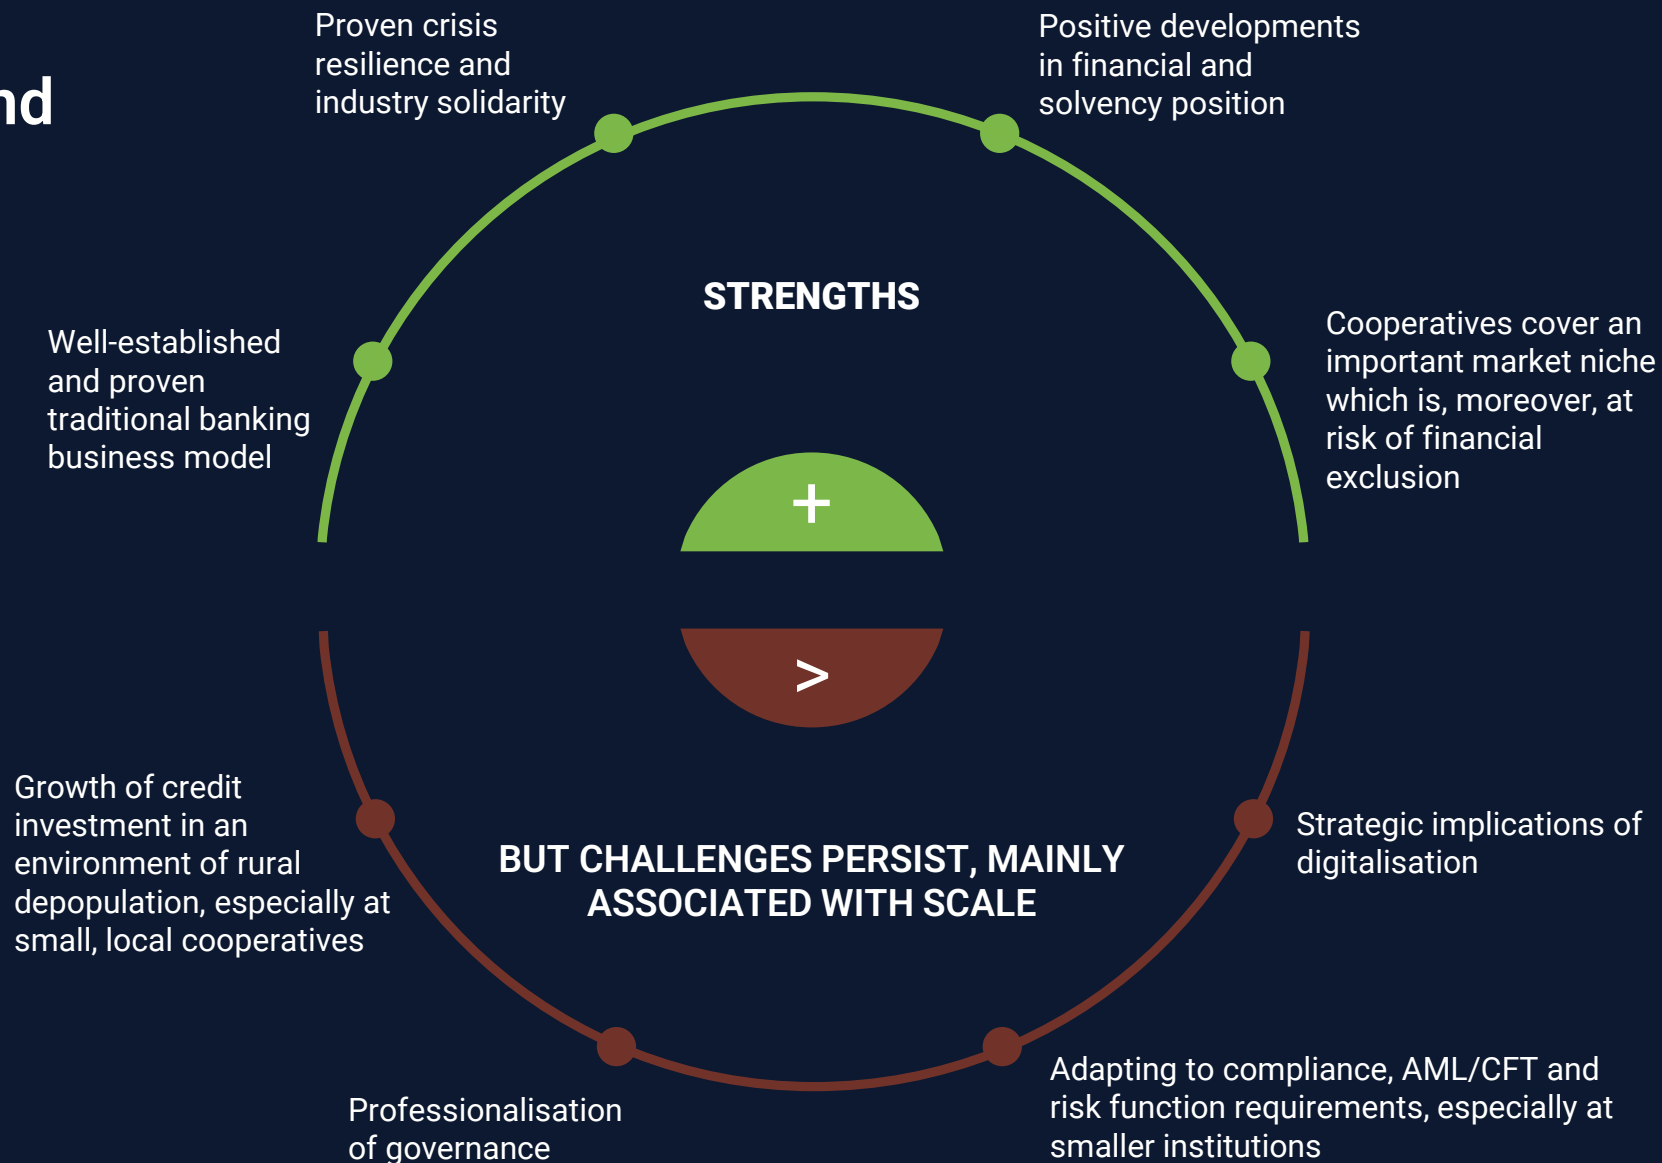 Proven crisis
resilience and
industry solidarity
Positive developments
in financial and
solvency position
STRENGTHS
Well-established
and proven
traditional banking
business model
Cooperatives cover an
important market niche
which is, moreover, at
risk of financial
exclusion
+
>
Growth of credit
investment in an
environment of rural
depopulation, especially at
small, local cooperatives
BUT CHALLENGES PERSIST, MAINLY
ASSOCIATED WITH SCALE
Strategic implications of
digitalisation
Professionalisation
of governance
Adapting to compliance, AML/CFT and
risk function requirements, especially at
smaller institutions